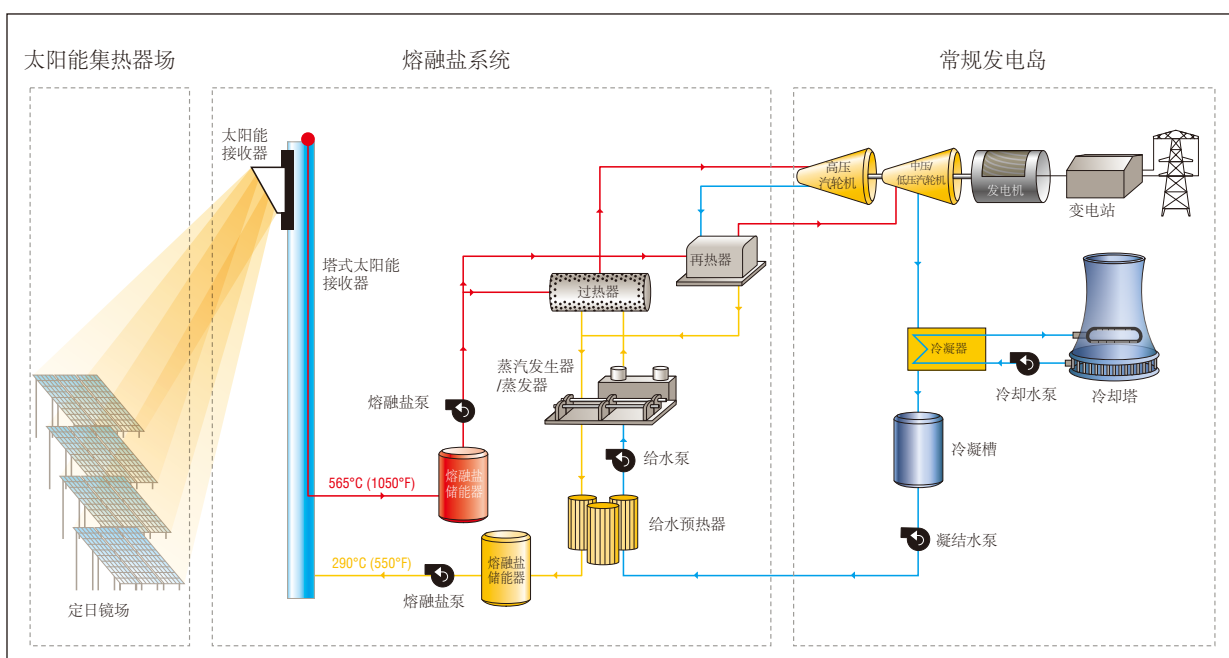 太阳能集热器场
熔融盐系统
常规发电岛
太阳能
接收器
塔式太阳能
接收器
定日镜场
565°C (1050°F)
290°C (550°F)
熔融盐泵
熔融盐
储能器
熔融盐泵
熔融盐
储能器
过热器
再热器
蒸汽发生器
/蒸发器
给水泵
给水预热器
高压
汽轮机
中压/
低压汽轮机
发电机
变电站
冷凝器
冷却水泵
冷却塔
冷凝槽
凝结水泵